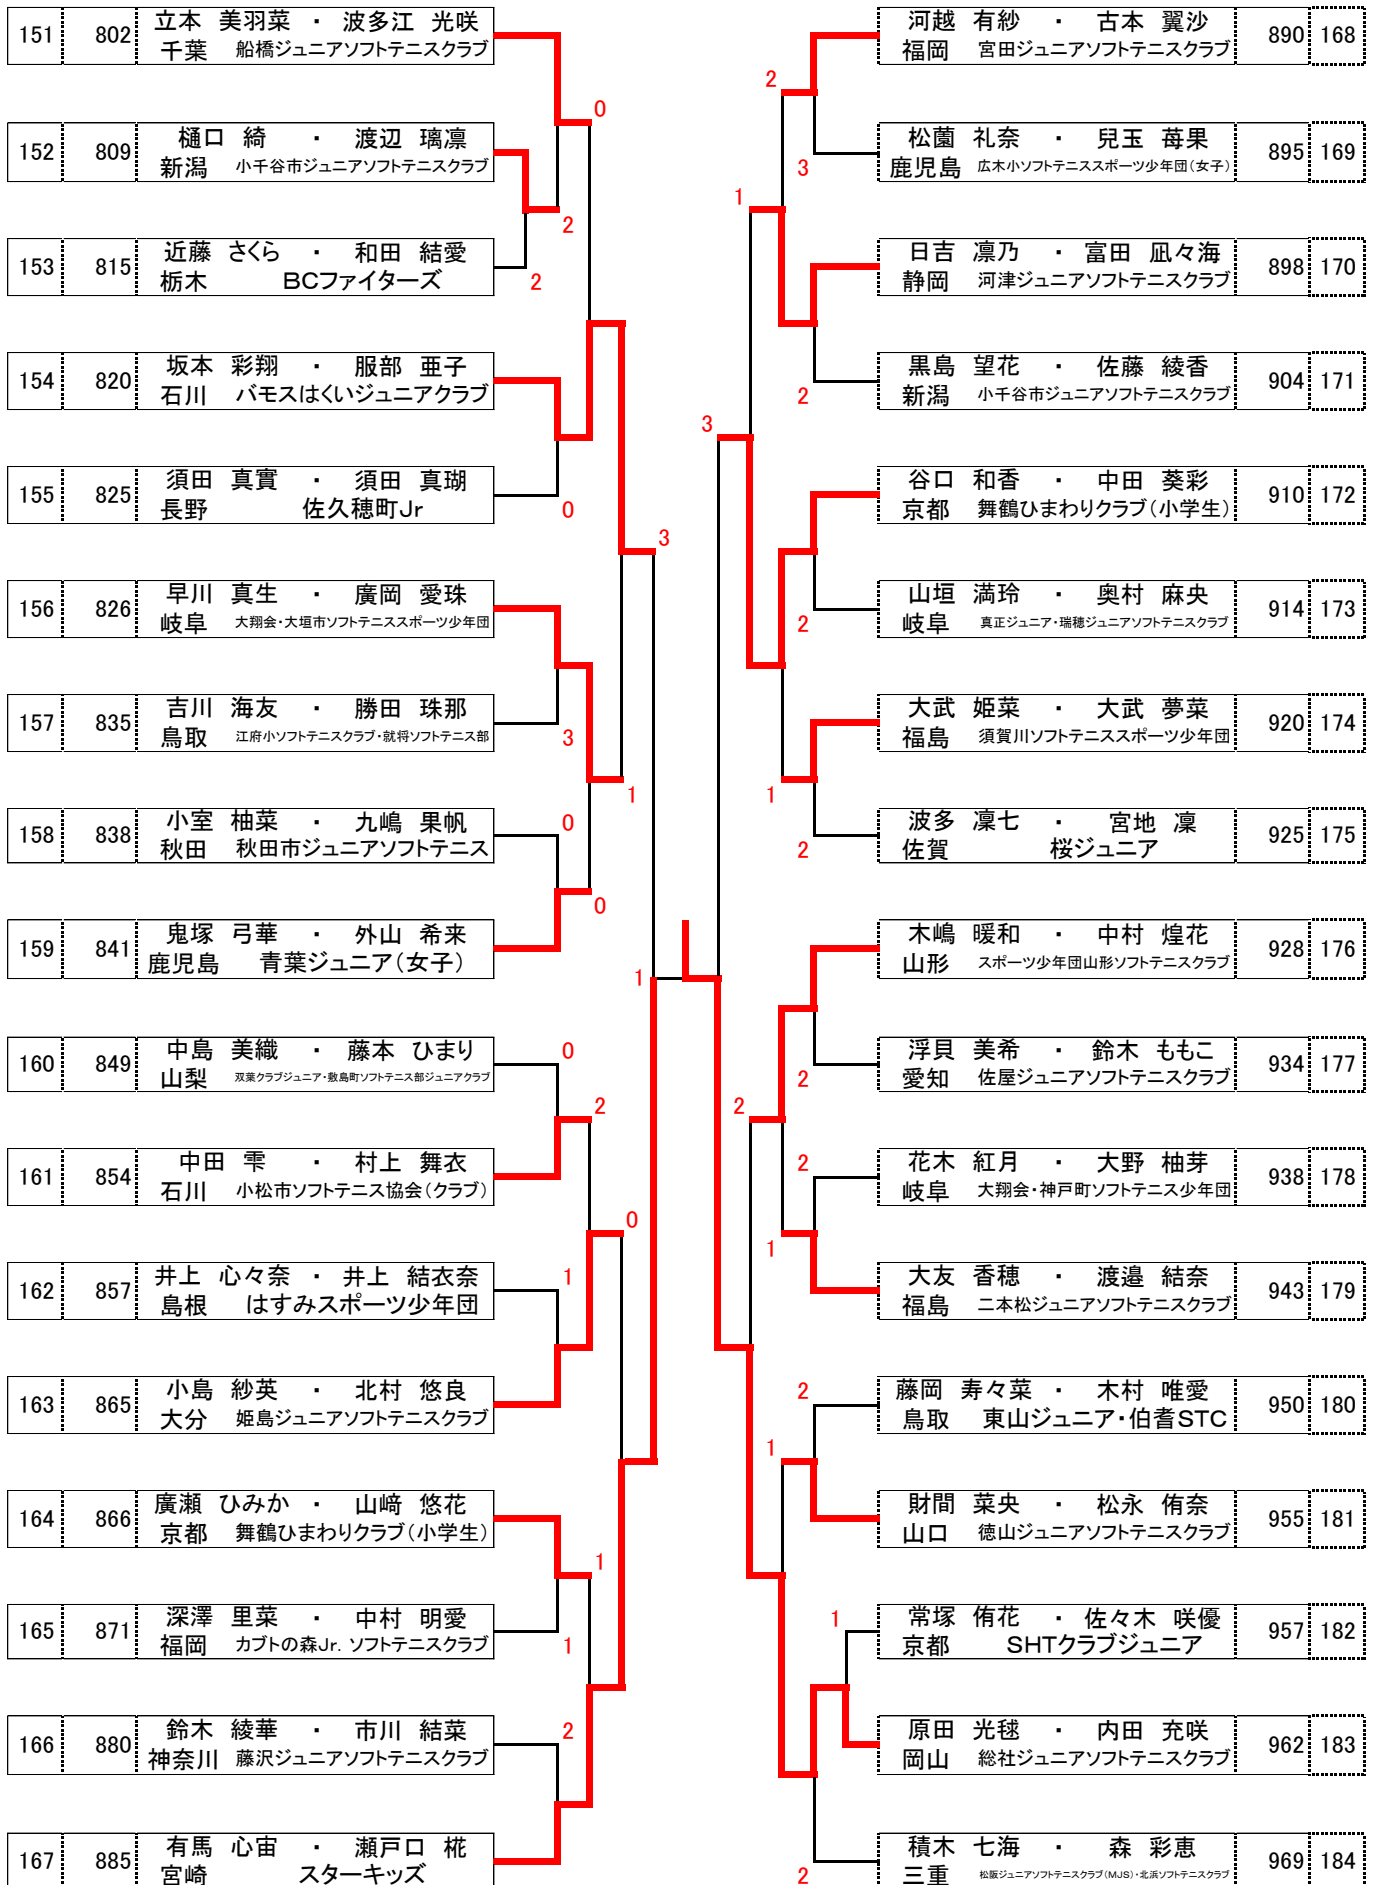 151 802 立本 美羽菜 ・ 波多江 光咲
千葉 船橋ジュニアソフトテニスクラブ
0
152 809 樋口 綺 ・ 渡辺 璃凛
新潟 小千谷市ジュニアソフトテニスクラブ
2
153 815 近藤 さくら ・ 和田 結愛
栃木 BCファイターズ
2
154 820 坂本 彩翔 ・ 服部 亜子
石川 バモスはくいジュニアクラブ
155 825 須田 真實 ・ 須田 真瑚
長野 佐久穂町Jr
0
3
156 826 早川 真生 ・ 廣岡 愛珠
岐阜 大翔会・大垣市ソフトテニススポーツ少年団
157 835 吉川 海友 ・ 勝田 珠那
鳥取 江府小ソフトテニスクラブ・就将ソフトテニス部
3
1
0
158 838 小室 柚菜 ・ 九嶋 果帆
秋田 秋田市ジュニアソフトテニス
0
159 841 鬼塚 弓華 ・ 外山 希来
鹿児島 青葉ジュニア(女子)
1
0
160 849 中島 美織 ・ 藤本 ひまり
山梨 双葉クラブジュニア・敷島町ソフトテニス部ジュニアクラブ
2
161 854 中田 雫 ・ 村上 舞衣
石川 小松市ソフトテニス協会(クラブ)
0
1
162 857 井上 心々奈 ・ 井上 結衣奈
島根 はすみスポーツ少年団
163 865 小島 紗英 ・ 北村 悠良
大分 姫島ジュニアソフトテニスクラブ
164 866 廣瀬 ひみか ・ 山﨑 悠花
京都 舞鶴ひまわりクラブ(小学生)
1
165 871 深澤 里菜 ・ 中村 明愛
福岡 カブトの森Jr. ソフトテニスクラブ
1
2
166 880 鈴木 綾華 ・ 市川 結菜
神奈川 藤沢ジュニアソフトテニスクラブ
167 885 有馬 心宙 ・ 瀬戸口 椛
宮崎 スターキッズ
河越 有紗 ・ 古本 翼沙 890 168
福岡 宮田ジュニアソフトテニスクラブ
2
松薗 礼奈 ・ 兒玉 苺果 895 169
鹿児島 広木小ソフトテニススポーツ少年団(女子)
3
1
日吉 凛乃 ・ 富田 凪々海 898 170
静岡 河津ジュニアソフトテニスクラブ
黒島 望花 ・ 佐藤 綾香 904 171
新潟 小千谷市ジュニアソフトテニスクラブ
2
3
谷口 和香 ・ 中田 葵彩 910 172
京都 舞鶴ひまわりクラブ(小学生)
山垣 満玲 ・ 奥村 麻央 914 173
岐阜 真正ジュニア・瑞穂ジュニアソフトテニスクラブ
2
大武 姫菜 ・ 大武 夢菜 920 174
福島 須賀川ソフトテニススポーツ少年団
1
波多 凜七 ・ 宮地 凜 925 175
佐賀 桜ジュニア
2
木嶋 暖和 ・ 中村 煌花 928 176
山形 スポーツ少年団山形ソフトテニスクラブ
浮貝 美希 ・ 鈴木 ももこ 934 177
愛知 佐屋ジュニアソフトテニスクラブ
2
2
2
花木 紅月 ・ 大野 柚芽 938 178
岐阜 大翔会・神戸町ソフトテニス少年団
1
大友 香穂 ・ 渡邉 結奈 943 179
福島 二本松ジュニアソフトテニスクラブ
2
藤岡 寿々菜 ・ 木村 唯愛 950 180
鳥取 東山ジュニア・伯耆STC
1
財間 菜央 ・ 松永 侑奈 955 181
山口 徳山ジュニアソフトテニスクラブ
1
常塚 侑花 ・ 佐々木 咲優 957 182
京都 SHTクラブジュニア
原田 光毬 ・ 内田 充咲 962 183
岡山 総社ジュニアソフトテニスクラブ
積木 七海 ・ 森 彩恵 969 184
三重 松阪ジュニアソフトテニスクラブ(MJS)・北浜ソフトテニスクラブ
2